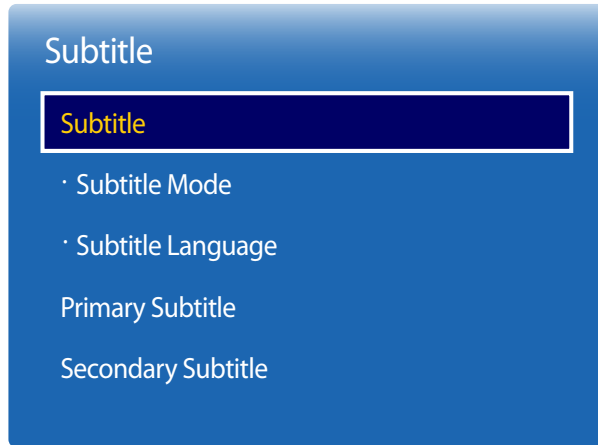 Subtitle
Subtitle
· Subtitle Mode
· Subtitle Language
Primary Subtitle
Secondary Subtitle